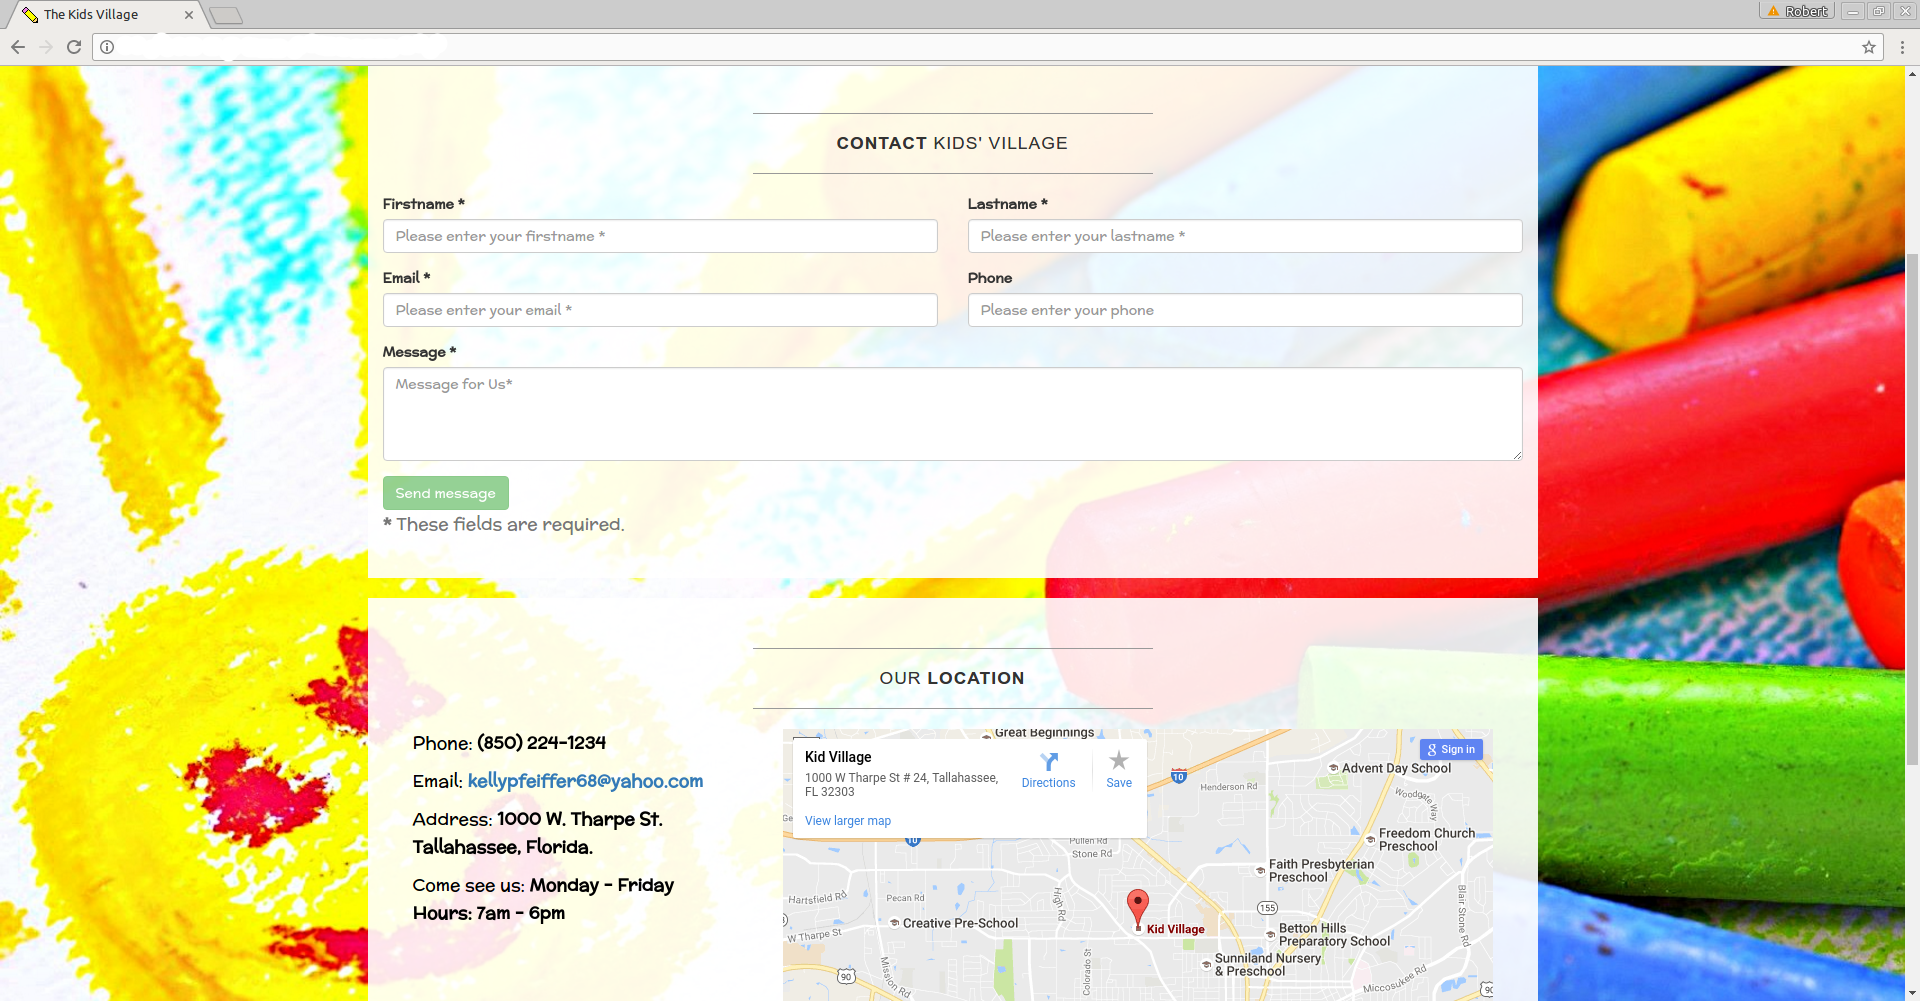 The Kids Village
Robert
CONTACT KIDS' VILLAGE
Firstname *
Lastname *
Please enter your firstname *
Please enter your lastname *
Email *
Phone
Please enter your email *
Please enter your phone
Message *
Message for Us*
Send message
* These fields are required.
OUR LOCATION
Phone: (850) 224-1234
Email: kellypfeiffer68@yahoo.com
Address: 1000 W. Tharpe St.
Tallahassee, Florida.
Come see us: Monday - Friday
Hours: 7am - 6pm
Great Beginnings
Kid Village
1000 W Tharpe St # 24, Tallahassee,
FL 32303
Directions
Save
View larger map
Sign in
10
Advent Day School
Henderson Rd
Woodgate Way
10
Pullen Rd
Stone Rd
Freedom Church
Preschool
Faith Presbyterian
Preschool
Hartsfield Rd
Pecan Rd
High Rd
Blair Stone Rd
155
Creative Pre-School
Kid Village
W Tharpe St
Betton Hills
Preparatory School
Sunniland Nursery
& Preschool
Mission Rd
90
Colorado St
Miccosukee Rd
90